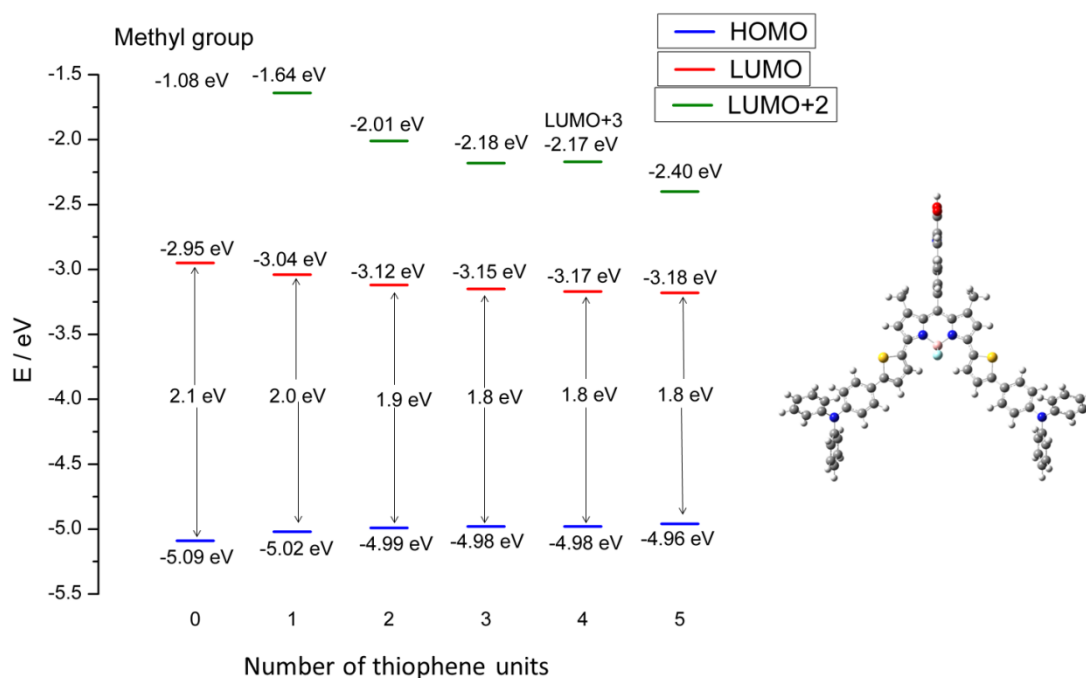 Methyl group
HOMO
LUMO
LUMO+2
E / eV
-1.5
-2.0
-2.5
-3.0
-3.5
-4.0
-4.5
-5.0
-5.5
-1.08 eV
-1.64 eV
-2.01 eV
-2.18 eV
LUMO+3
-2.17 eV
-2.40 eV
-2.95 eV
-3.04 eV
-3.12 eV
-3.15 eV
-3.17 eV
-3.18 eV
2.1 eV
2.0 eV
1.9 eV
1.8 eV
1.8 eV
1.8 eV
-5.09 eV
-5.02 eV
-4.99 eV
-4.98 eV
-4.98 eV
-4.96 eV
0
1
2
3
4
5
Number of thiophene units